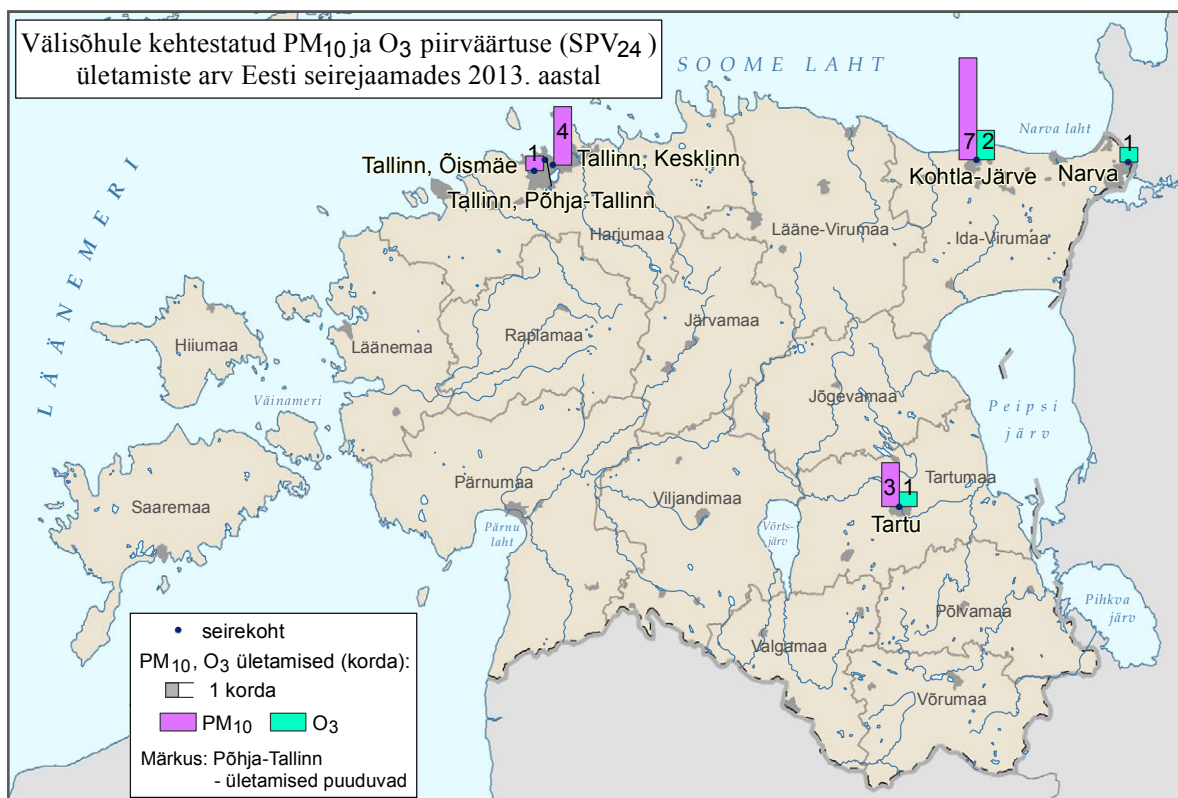 Välisõhule kehtestatud PM10 ja O3 piirväärtuse (SPV24 )
ületamiste arv Eesti seirejaamades 2013. aastal
SOOME LAHT
LÄÄNEMERI
Narva laht
4
1
7
2
1
Tallinn, Õismäe
Tallinn, Kesklinn
Tallinn, Põhja-Tallinn
Kohtla-Järve
Narva
Harjumaa
Lääne-Virumaa
Ida-Virumaa
Hiiumaa
Läänemaa
Raplamaa
Järvamaa
Väinameri
Jõgevamaa
Peipsi
järv
Saaremaa
Pärnumaa
Viljandimaa
Tartumaa
3
1
Tartu
Pärnu
laht
Võrts-
järv
Põlvamaa
Pihkva
järv
Valgamaa
Võrumaa
seirekoht
PM10, O3 ületamised (korda):
1 korda
PM10 O3
Märkus: Põhja-Tallinn
- ületamised puuduvad